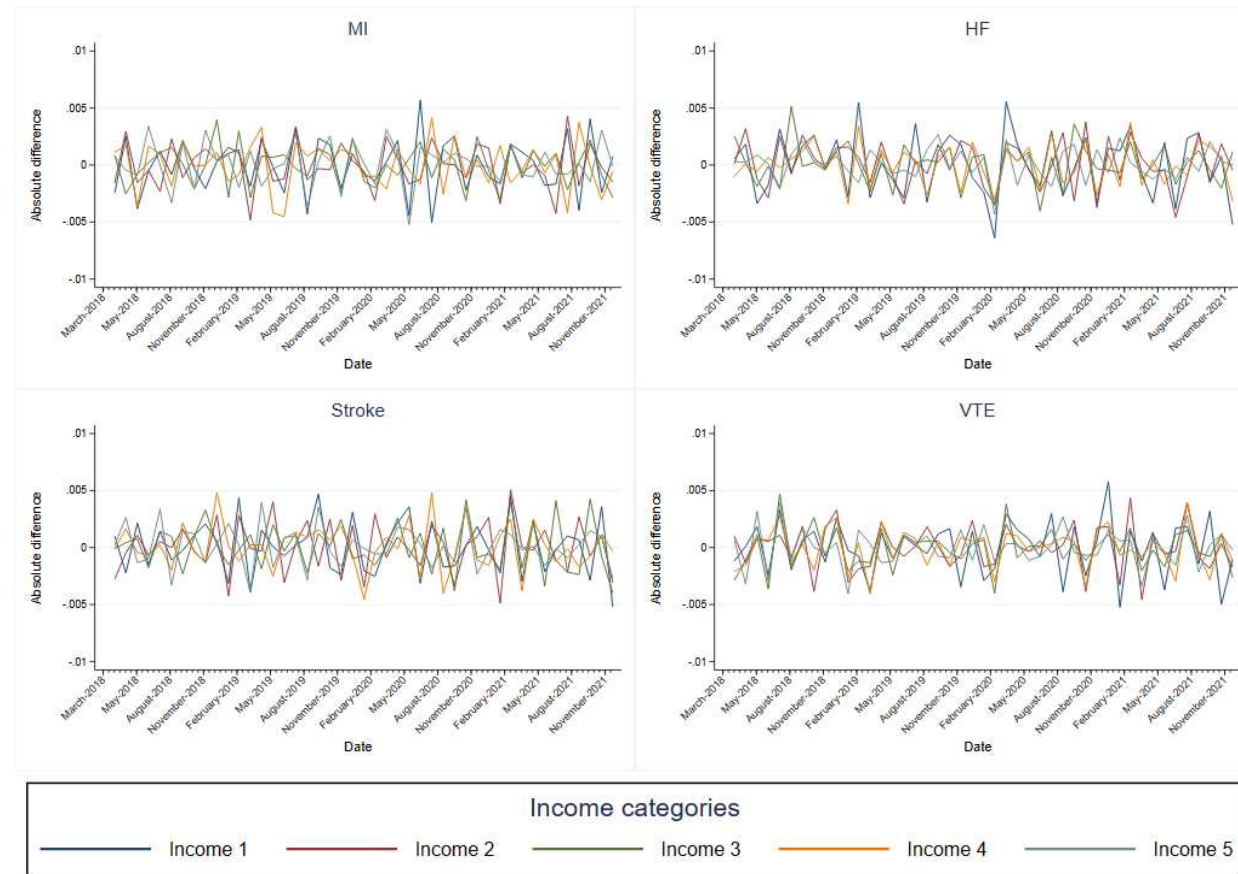 MI
.01
.005
0
-.005
-.01
Absolute difference
March-2018
May-2018
August-2018
November-2018
February-2019
May-2019
August-2019
November-2019
February-2020
May-2020
August-2020
November-2020
February-2021
May-2021
August-2021
November-2021
Date
HF
.01
.005
0
-.005
-.01
Absolute difference
March-2018
May-2018
August-2018
November-2018
February-2019
May-2019
August-2019
November-2019
February-2020
May-2020
August-2020
November-2020
February-2021
May-2021
August-2021
November-2021
Date
Stroke
.01
.005
0
-.005
-.01
Absolute difference
March-2018
May-2018
August-2018
November-2018
February-2019
May-2019
August-2019
November-2019
February-2020
May-2020
August-2020
November-2020
February-2021
May-2021
August-2021
November-2021
Date
VTE
.01
.005
0
-.005
-.01
Absolute difference
March-2018
May-2018
August-2018
November-2018
February-2019
May-2019
August-2019
November-2019
February-2020
May-2020
August-2020
November-2020
February-2021
May-2021
August-2021
November-2021
Date
Income categories
Income 1 Income 2 Income 3 Income 4 Income 5